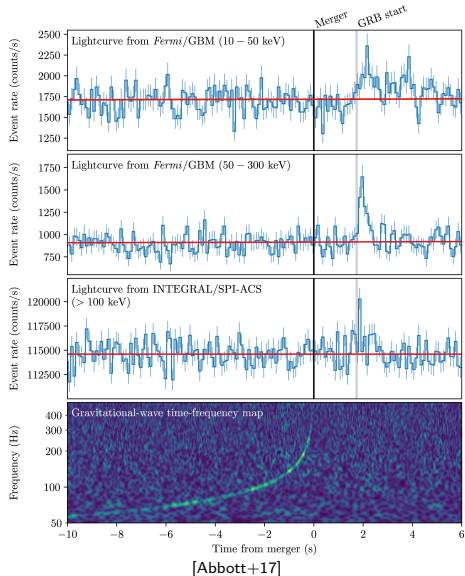 Merger
GRB start
Lightcurve from Fermi/GBM (10 − 50 keV)
Event rate (counts/s)
2500
2250
2000
1750
1500
1250
Lightcurve from Fermi/GBM (50 − 300 keV)
Event rate (counts/s)
1750
1500
1250
1000
750
Lightcurve from INTEGRAL/SPI-ACS
(> 100 keV)
Event rate (counts/s)
120000
117500
115000
112500
Gravitational-wave time-frequency map
Frequency (Hz)
400
300
200
100
50
−10 −8 −6 −4 −2 0 2 4 6
Time from merger (s)
[Abbott+17]